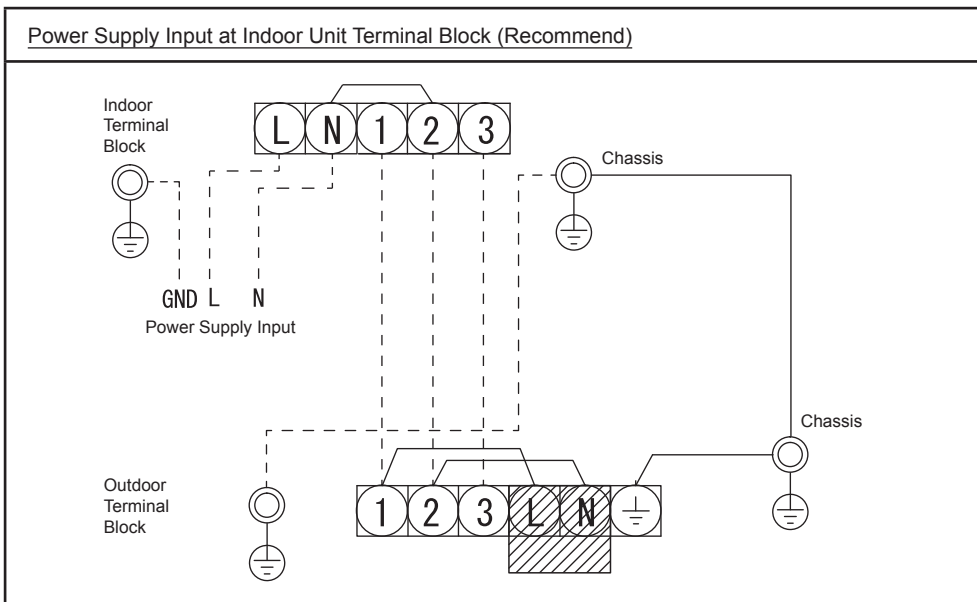 Power Supply Input at Indoor Unit Terminal Block (Recommend)
Indoor
Terminal
Block
L N 1 2 3
Chassis
GND L N
Power Supply Input
Chassis
Outdoor
Terminal
Block
1 2 3 L N